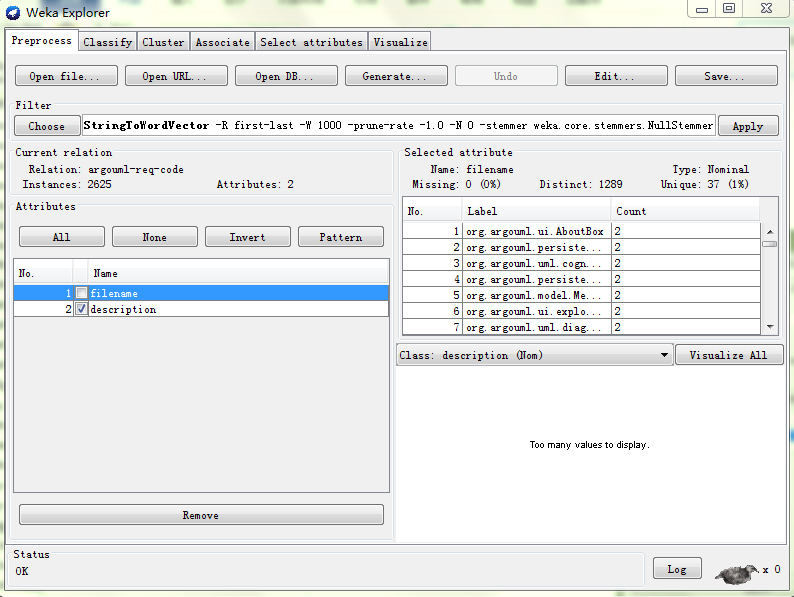 Weka Explorer
Preprocess Classify Cluster Associate Select attributes Visualize
Open file... Open URL... Open DB... Generate... Undo Edit... Save...
Filter
Choose StringToWordVector -R first-last -W 1000 -prune-rate -1.0 -N 0 -stemmer weka.core.stemmers.NullStemmer Apply
Current relation
Relation: argouml-req-code
Instances: 2625 Attributes: 2
Attributes
All None Invert Pattern
No. Name
1 filename
2 description
Remove
Selected attribute
Name: filename Type: Nominal
Missing: 0 (0%) Distinct: 1289 Unique: 37 (1%)
No. Label Count
1 org.argouml.ui.AboutBox 2
2 org.argouml.persiste... 2
3 org.argouml.uml.cogn... 2
4 org.argouml.persiste... 2
5 org.argouml.model.Me... 2
6 org.argouml.ui.explo... 2
7 org.argouml.uml.diag... 2
Class: description (Nom) Visualize All
Too many values to display.
Status
OK
Log x 0